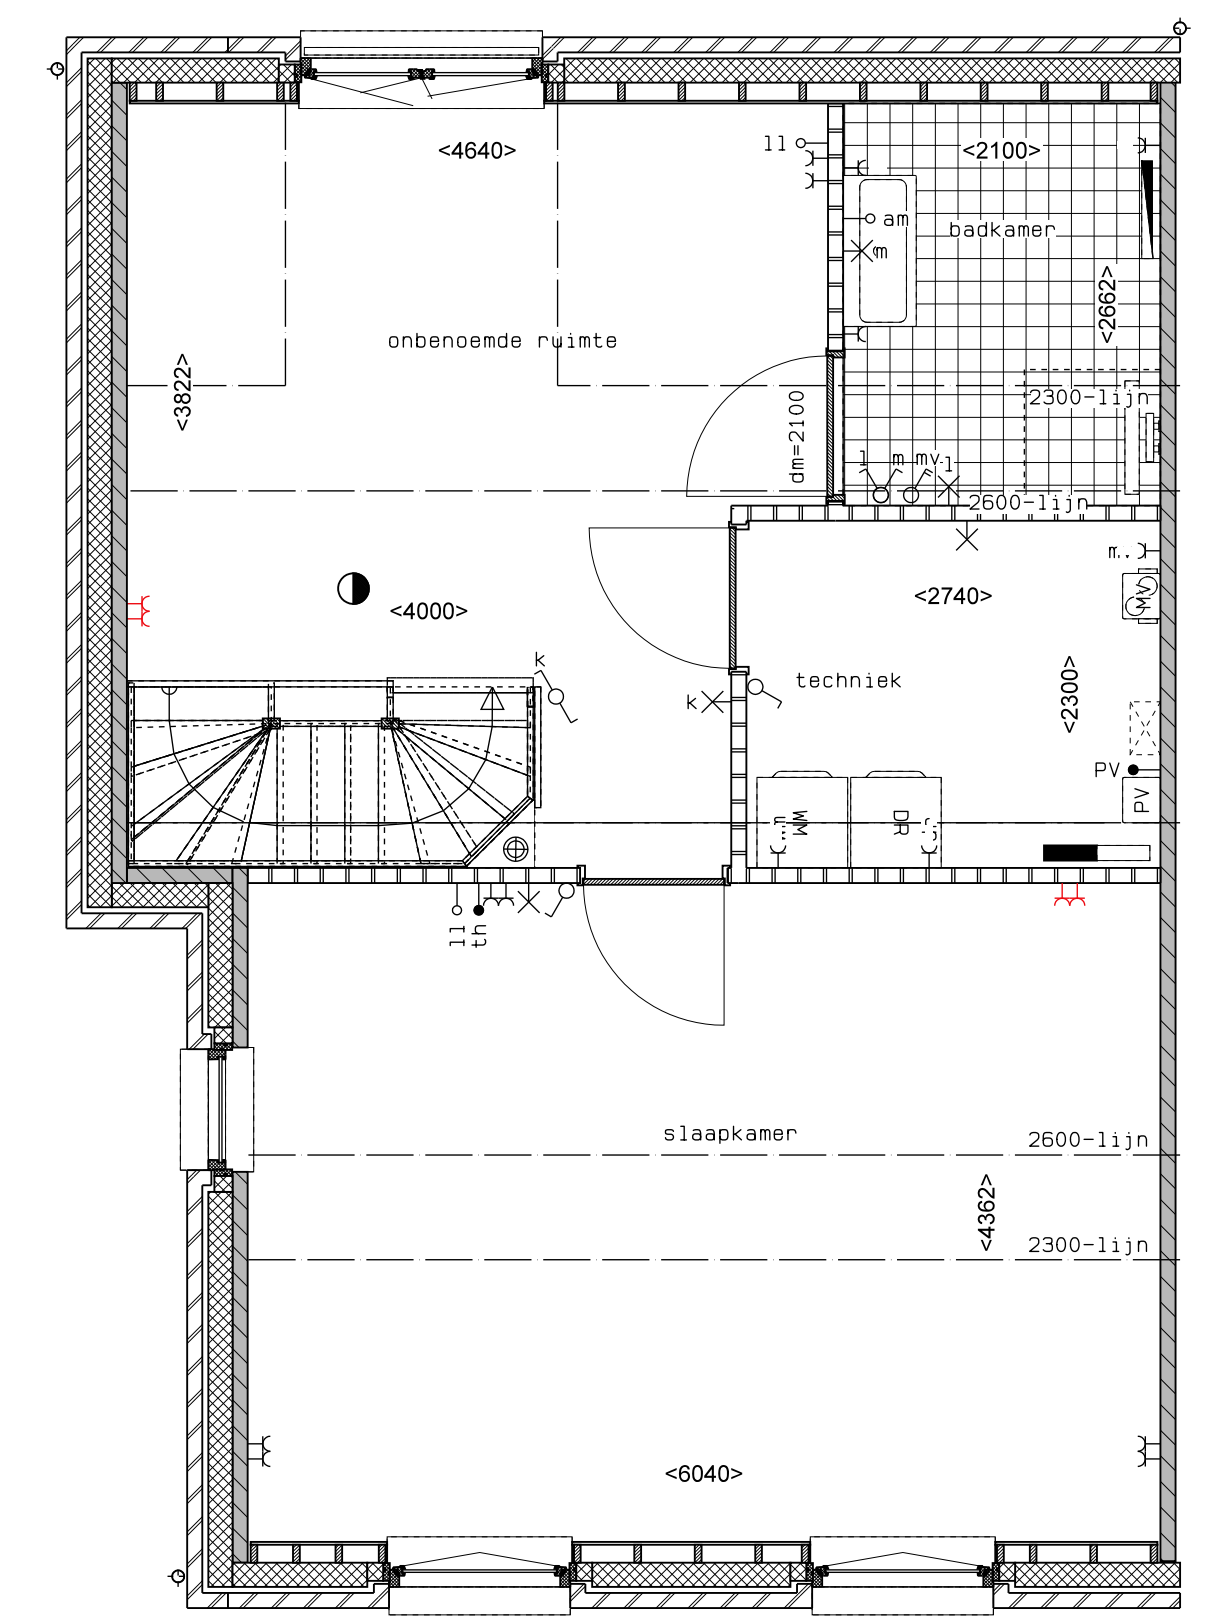 <4640>
ll
<2100>
am
badkamer
m
<2662>
onbenoemde ruimte
<3822>
dm=2100
2300-lijn
l m mv l
2600-lijn
<4000>
<2740>
MV
k
techniek
k
<2300>
PV
PV
WM
DR
ll
th
slaapkamer
2600-lijn
<4362>
2300-lijn
<6040>